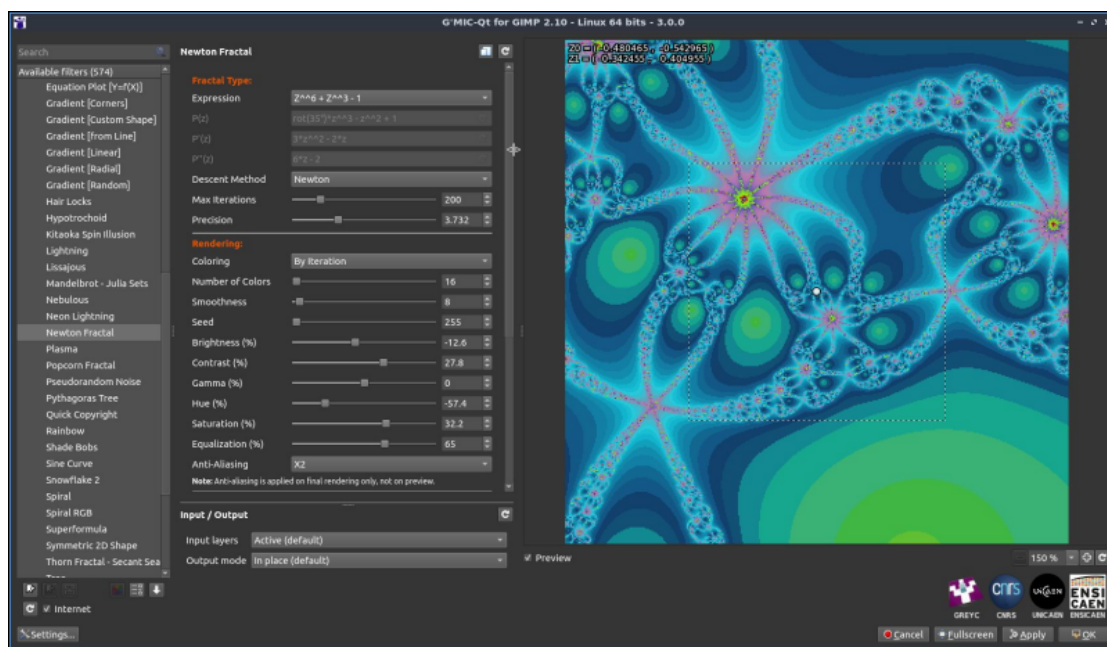 G'MIC-Qt for GIMP 2.10 - Linux 64 bits - 3.0.0
Search
Available filters (574)
Equation Plot [Y=f(X)]
Gradient [Corners]
Gradient [Custom Shape]
Gradient [from Line]
Gradient [Linear]
Gradient [Radial]
Gradient [Random]
Hair Locks
Hypotrochoid
Kitaoka Spin Illusion
Lightning
Lissajous
Mandelbrot - Julia Sets
Nebulous
Neon Lightning
Newton Fractal
Plasma
Popcorn Fractal
Pseudorandom Noise
Pythagoras Tree
Quick Copyright
Rainbow
Shade Bobs
Sine Curve
Snowflake 2
Spiral
Spiral RGB
Superformula
Symmetric 2D Shape
Thorn Fractal - Secant Sea
Internet
Settings...
Newton Fractal
Fractal Type:
Expression Z^^6 + Z^^3 - 1
P(z) rot(35°)*z^^3 - z^^2 + 1
P'(z) 3*z^^2 - 2*z
P''(z) 6*z - 2
Descent Method Newton
Max Iterations 200
Precision 3.732
Rendering:
Coloring By Iteration
Number of Colors 16
Smoothness 8
Seed 255
Brightness (%) -12.6
Contrast (%) 27.8
Gamma (%) 0
Hue (%) -57.4
Saturation (%) 32.2
Equalization (%) 65
Anti-Aliasing X2
Note: Anti-aliasing is applied on final rendering only, not on preview.
Input / Output
Input layers Active (default)
Output mode In place (default)
Z0 = ( -0.480465 , -0.542965 )
Z1 = ( -0.342455 , -0.404955 )
Preview
150 %
GREYC
CNRS
CNRS
UNICAEN
UNICAEN
ENSI
CAEN
ENSICAEN
Cancel
Fullscreen
Apply
OK